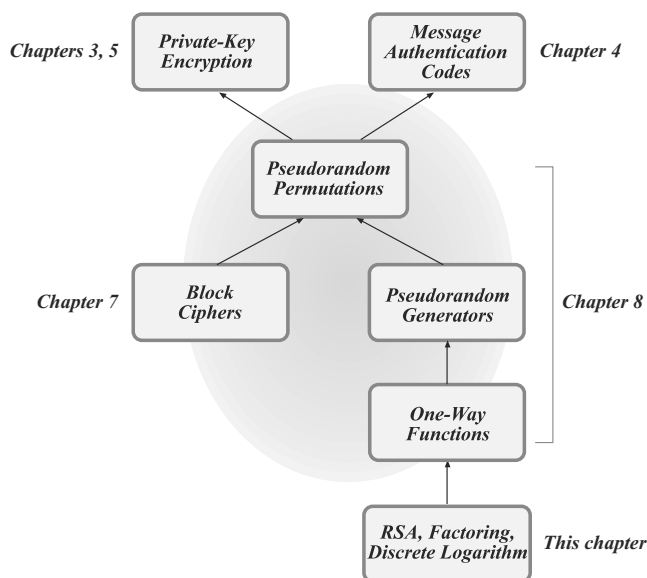 Chapters 3, 5
Private-Key
Encryption
Message
Authentication
Codes
Chapter 4
Pseudorandom
Permutations
Chapter 7
Block
Ciphers
Pseudorandom
Generators
Chapter 8
One-Way
Functions
RSA, Factoring,
Discrete Logarithm
This chapter